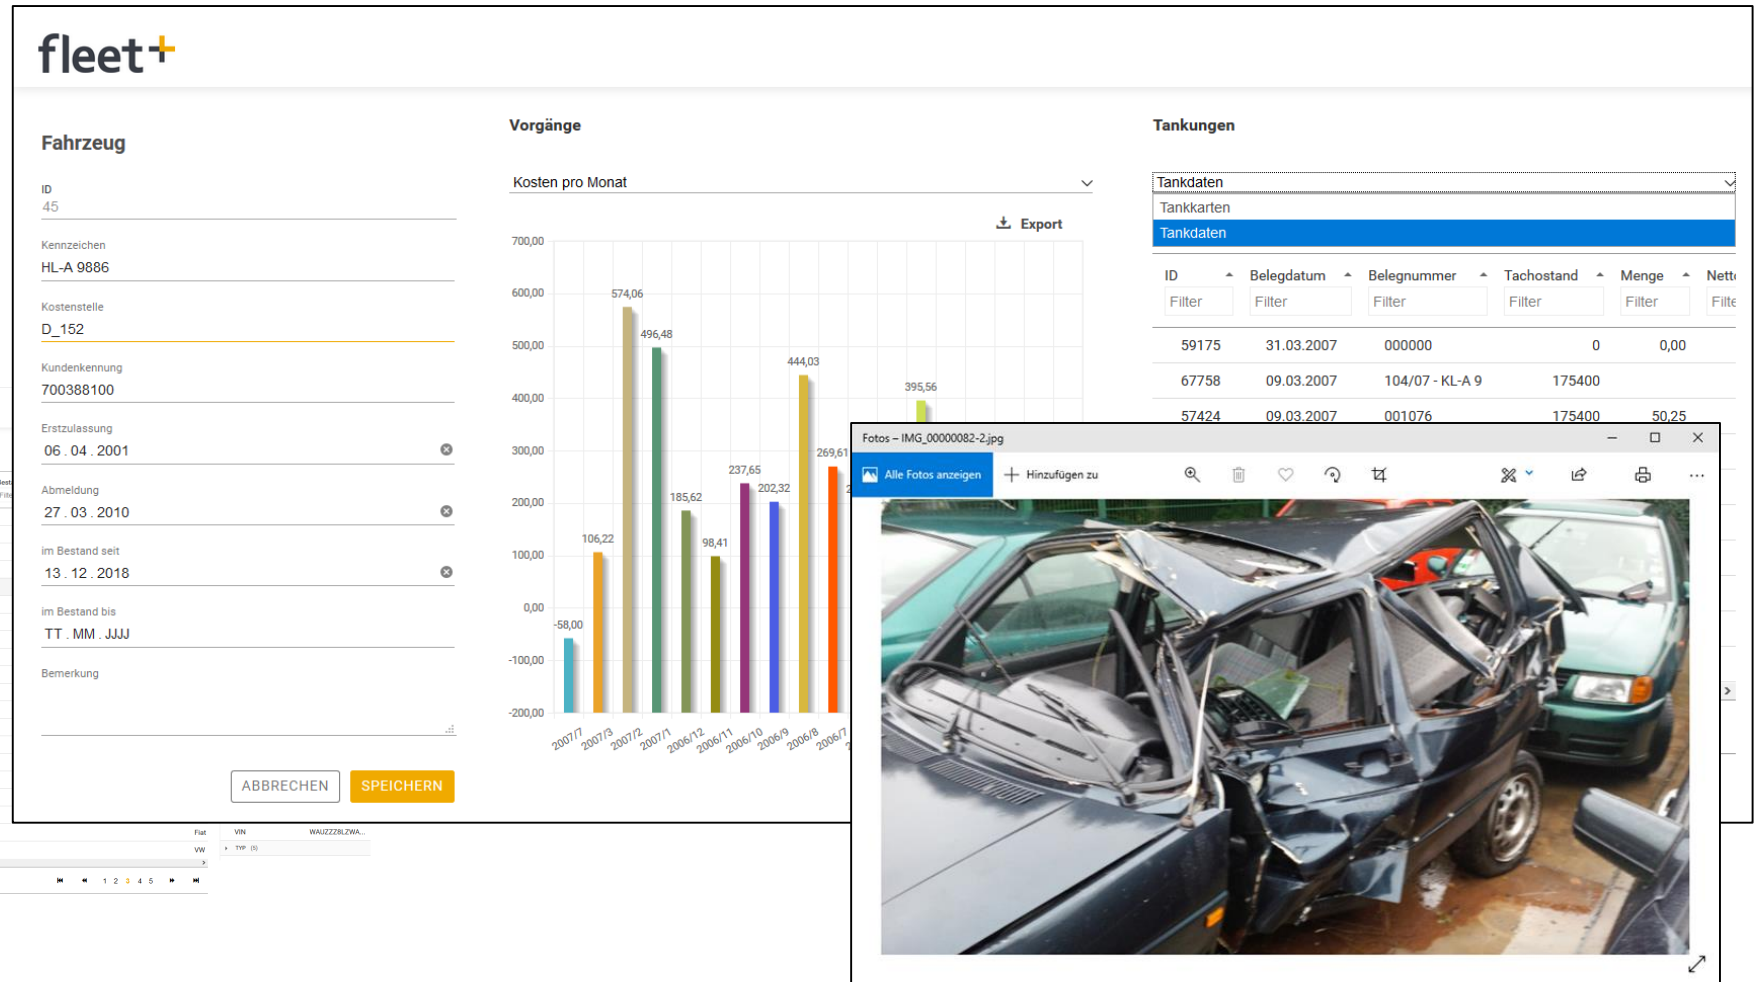 fleet+
Fahrzeug
ID
45
Kennzeichen
HL-A 9886
Kostenstelle
D_152
Kundenkennung
700388100
Erstzulassung
06 . 04 . 2001
Abmeldung
27 . 03 . 2010
im Bestand seit
13 . 12 . 2018
im Bestand bis
TT . MM . JJJJ
Bemerkung
ABBRECHEN SPEICHERN
Vorgänge
Kosten pro Monat
Export
700,00
600,00
500,00
400,00
300,00
200,00
100,00
0,00
-100,00
-200,00
-58,00
106,22
574,06
496,48
185,62
98,41
237,65
202,32
444,03
269,61
395,56
2007/7 2007/3 2007/2 2007/1 2006/12 2006/11 2006/10 2006/9 2006/8 2006/7
Tankungen
Tankdaten
Tankkarten
Tankdaten
ID Belegdatum Belegnummer Tachostand Menge Nett
Filter Filter Filter Filter Filter Filte
59175 31.03.2007 000000 0 0,00
67758 09.03.2007 104/07 - KL-A 9 175400
57424 09.03.2007 001076 175400 50,25
Fotos – IMG_00000082-2.jpg
Alle Fotos anzeigen Hinzufügen zu
Fiat VIN WAUZZZ8LZWA...
VW TYP (5)
1 2 3 4 5